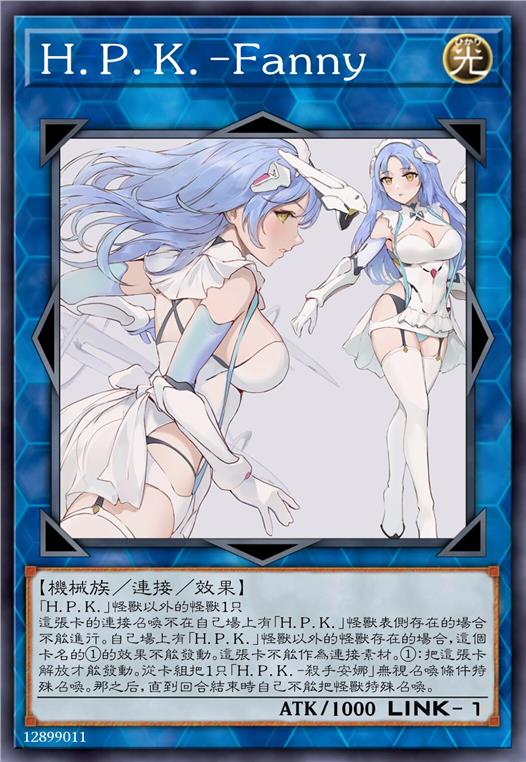 H.P.K.-Fanny
ひかり
光
【機械族／連接／效果】
「H.P.K.」怪獸以外的怪獸1只
這張卡的連接召喚不在自己場上有「H.P.K.」怪獸表側存在的場合
不能進行。自己場上有「H.P.K.」怪獸以外的怪獸存在的場合，這個
卡名的①的效果不能發動。這張卡不能作為連接素材。①：把這張卡
解放才能發動。從卡組把1只「H.P.K.-殺手安娜」無視召喚條件特
殊召喚。那之后，直到回合結束時自己不能把怪獸特殊召喚。
ATK/1000 LINK-1
12899011